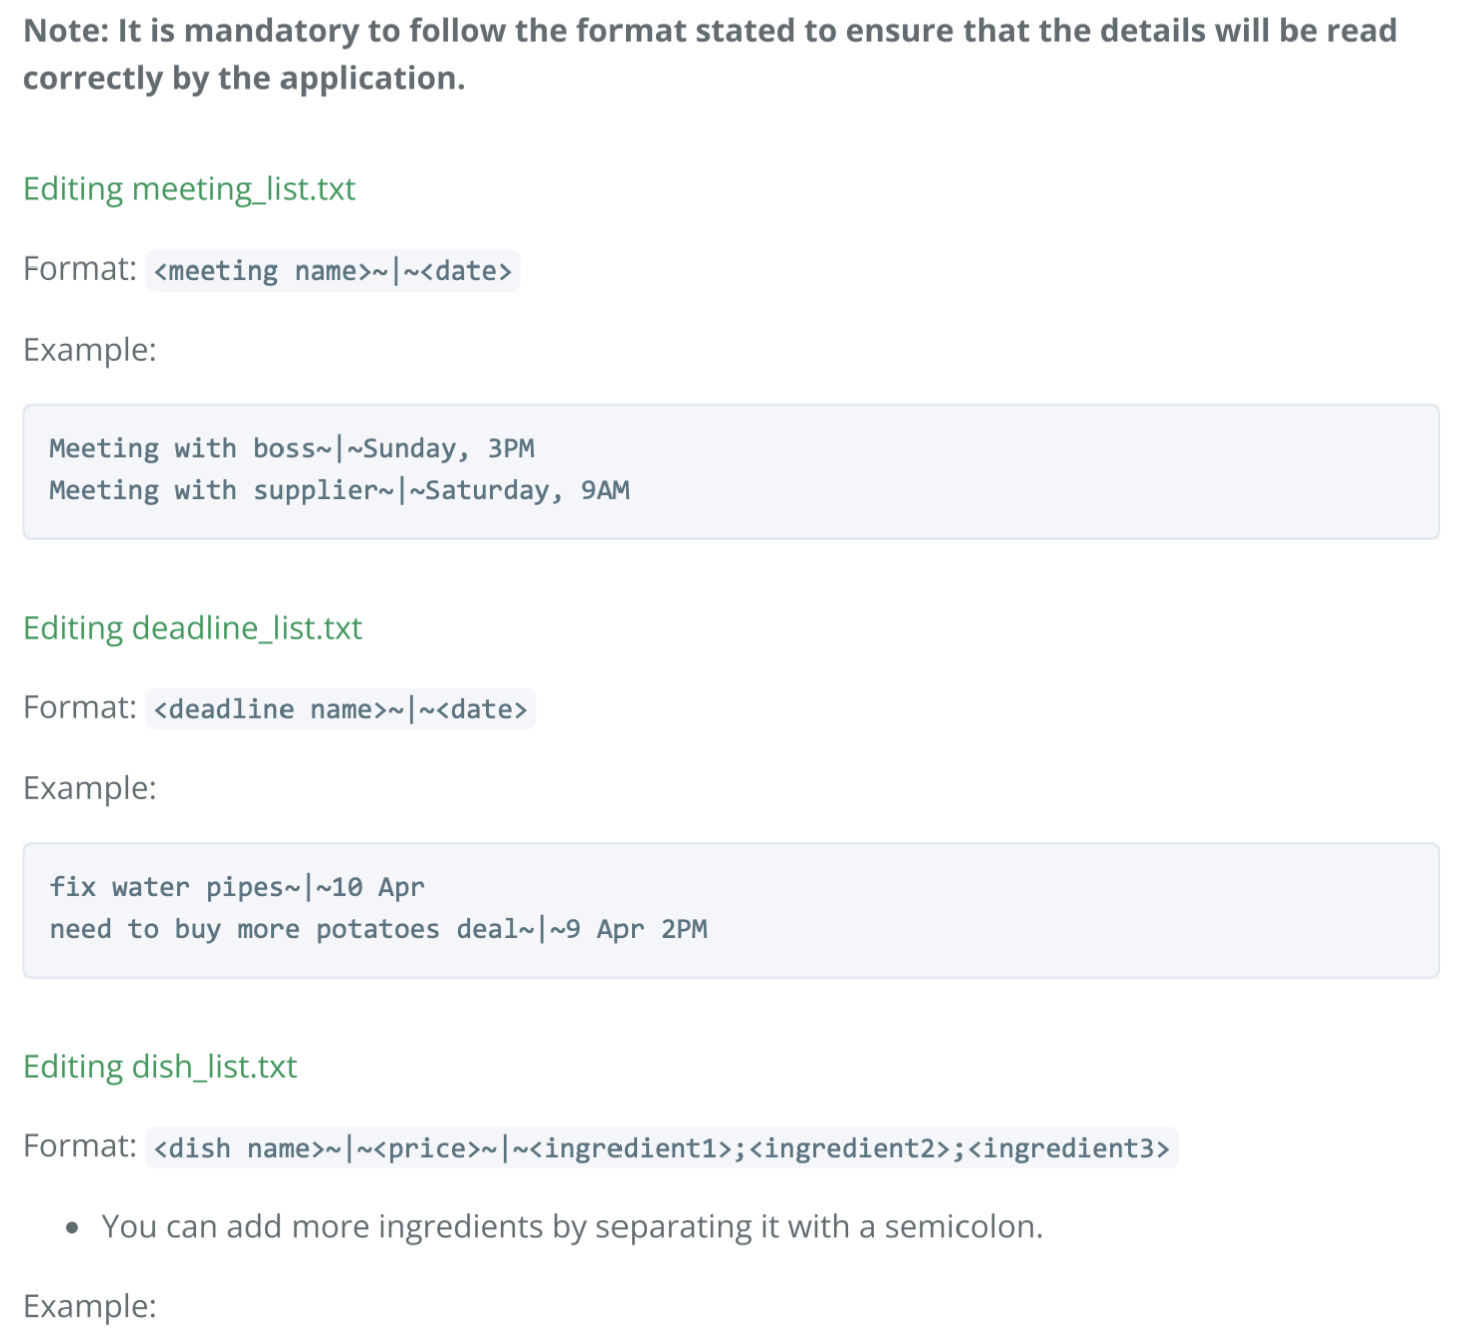 Note: It is mandatory to follow the format stated to ensure that the details will be read
correctly by the application.
Editing meeting_list.txt
Format: <meeting name>~|~<date>
Example:
Meeting with boss~|~Sunday, 3PM
Meeting with supplier~|~Saturday, 9AM
Editing deadline_list.txt
Format: <deadline name>~|~<date>
Example:
fix water pipes~|~10 Apr
need to buy more potatoes deal~|~9 Apr 2PM
Editing dish_list.txt
Format: <dish name>~|~<price>~|~<ingredient1>;<ingredient2>;<ingredient3>
• You can add more ingredients by separating it with a semicolon.
Example: